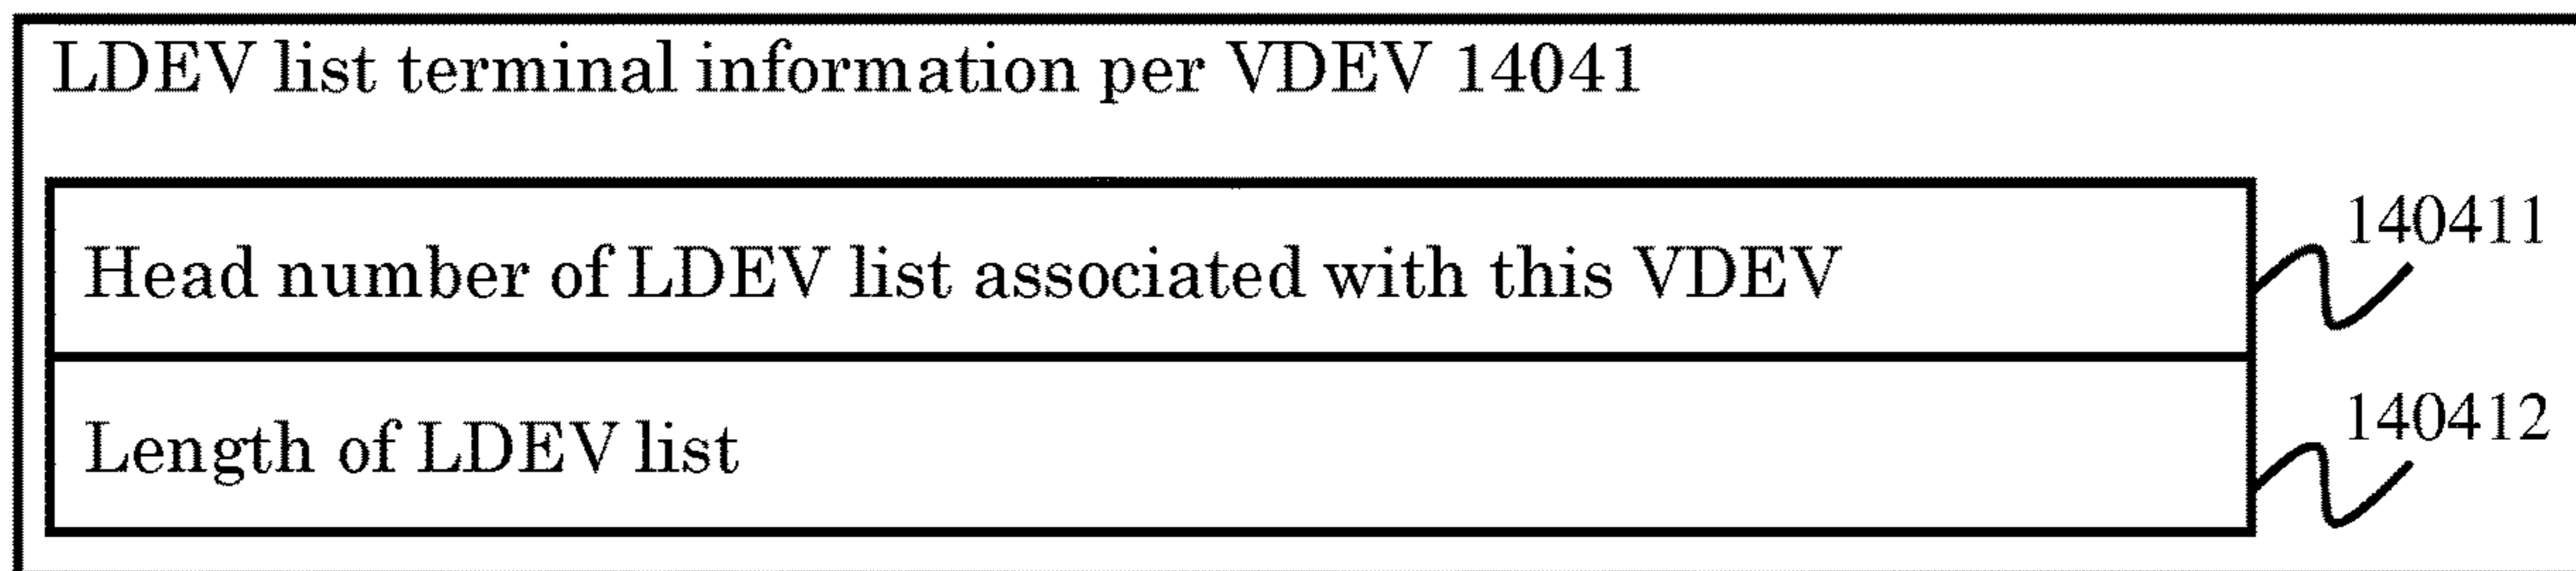 LDEV list terminal information per VDEV 14041
Head number of LDEV list associated with this VDEV
140411
Length of LDEV list
140412